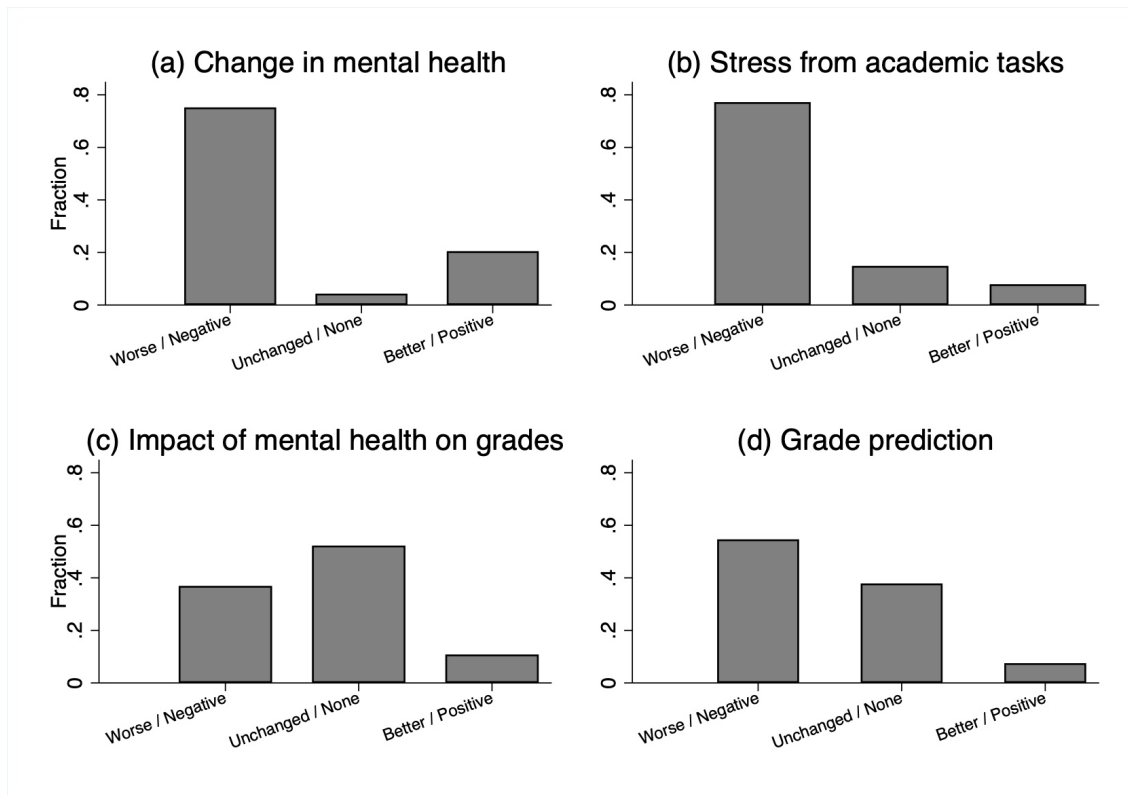 (a) Change in mental health
Fraction
.8
.6
.4
.2
0
Worse / Negative
Unchanged / None
Better / Positive
(b) Stress from academic tasks
.8
.6
.4
.2
0
Worse / Negative
Unchanged / None
Better / Positive
(c) Impact of mental health on grades
Fraction
.8
.6
.4
.2
0
Worse / Negative
Unchanged / None
Better / Positive
(d) Grade prediction
.8
.6
.4
.2
0
Worse / Negative
Unchanged / None
Better / Positive